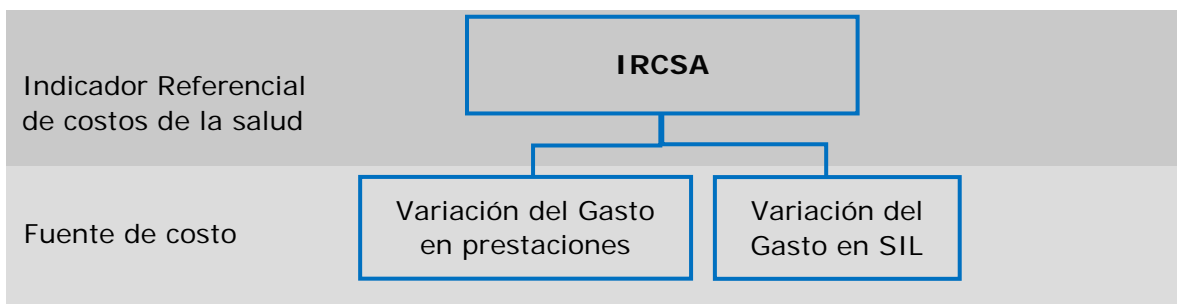 IRCSA
Indicador Referencial
de costos de la salud
Fuente de costo
Variación del Gasto
en prestaciones
Variación del
Gasto en SIL